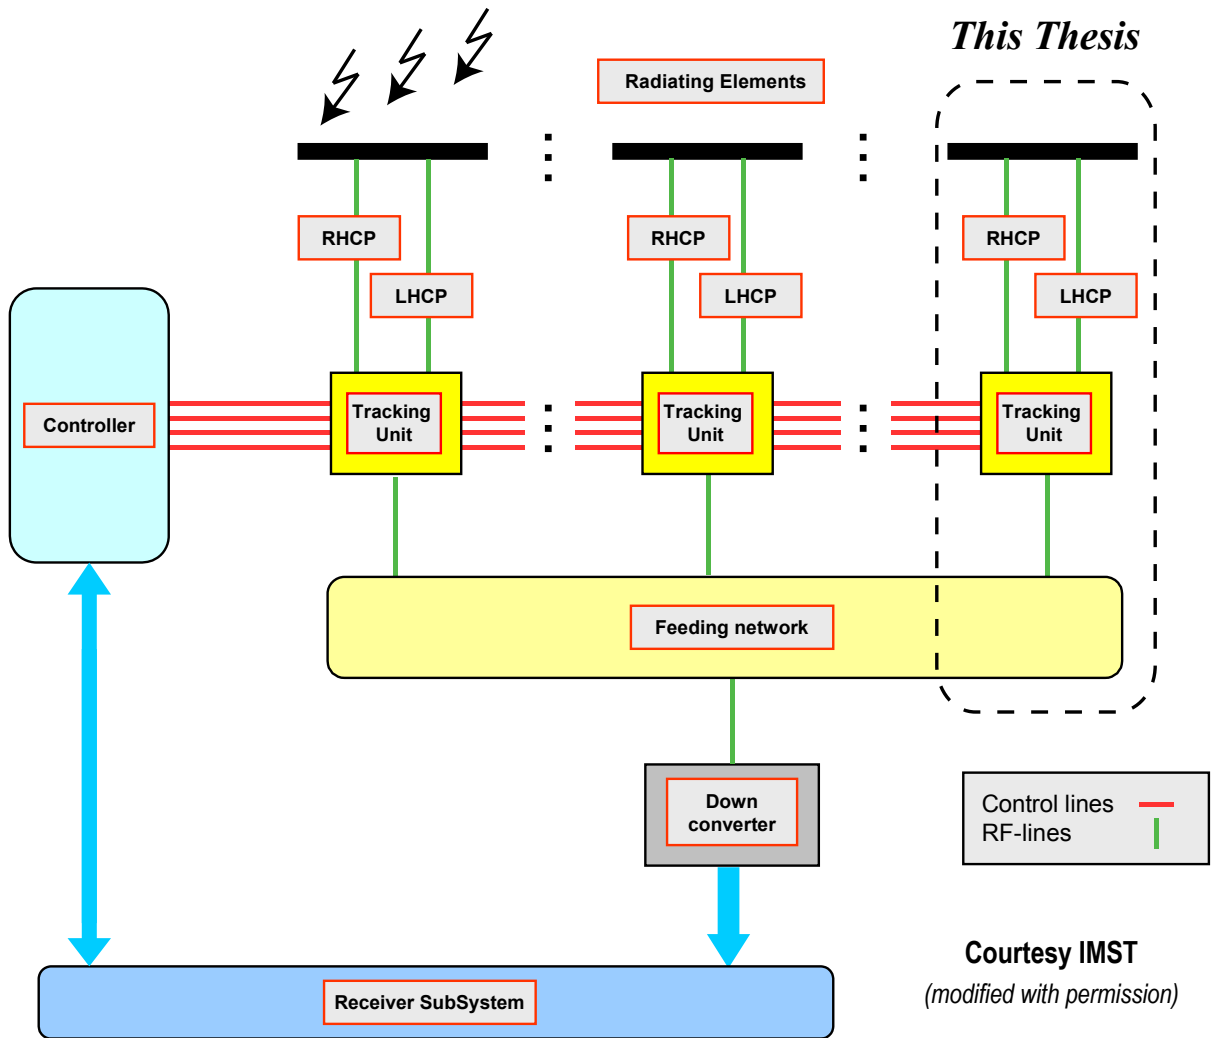 This Thesis
Radiating Elements
RHCP
RHCP
RHCP
LHCP
LHCP
LHCP
Controller
Tracking
Unit
Tracking
Unit
Tracking
Unit
Feeding network
Down
converter
Control lines
RF-lines
Courtesy IMST
(modified with permission)
Receiver SubSystem